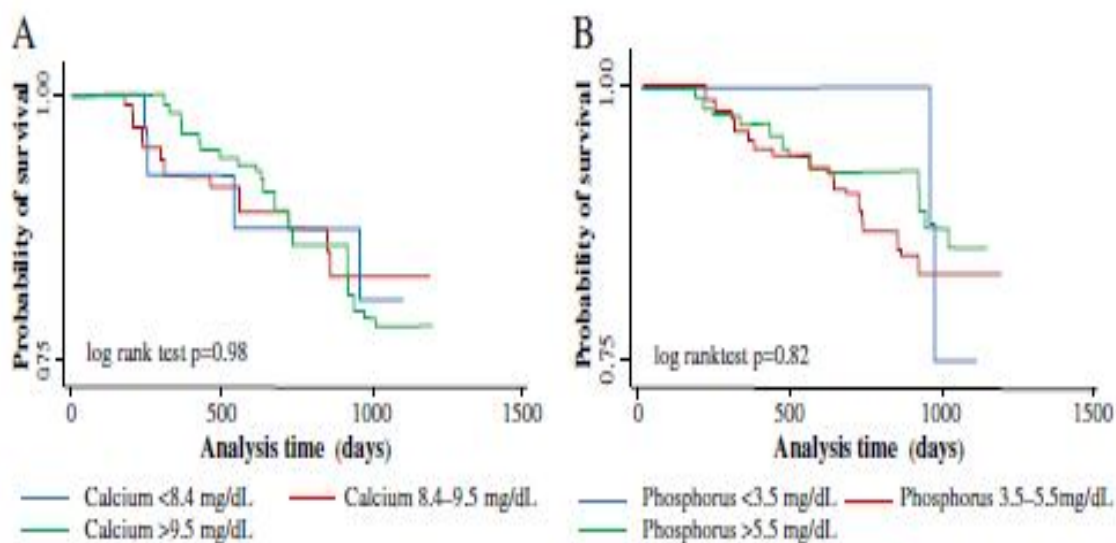 A
Probability of survival
1.00
0.75
log rank test p=0.98
0
500
1000
1500
Analysis time (days)
Calcium <8.4 mg/dL
Calcium 8.4–9.5 mg/dL
Calcium >9.5 mg/dL
B
Probability of survival
1.00
0.75
log ranktest p=0.82
0
500
1000
1500
Analysis time (days)
Phosphorus <3.5 mg/dL
Phosphorus 3.5–5.5mg/dL
Phosphorus >5.5 mg/dL